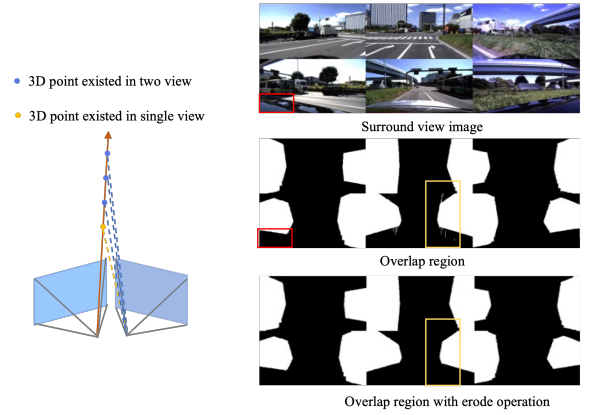 3D point existed in two view
3D point existed in single view
Surround view image
Overlap region
Overlap region with erode operation